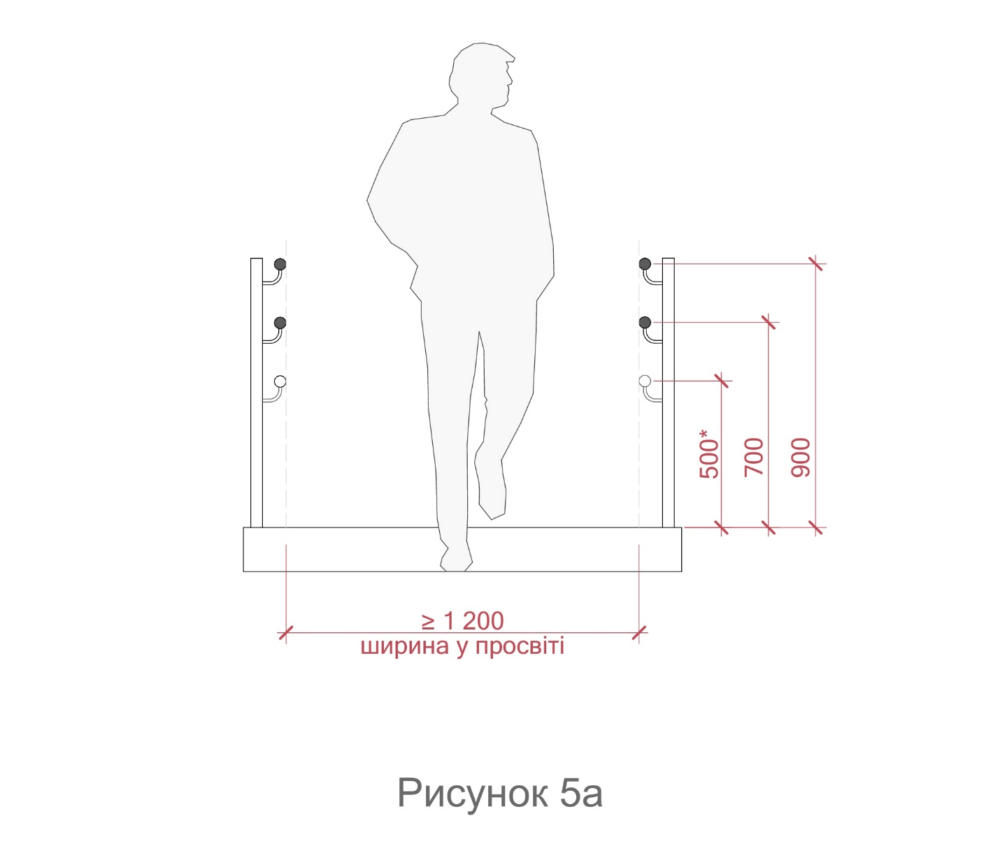 500*
700
900
≥ 1 200
ширина у просвіті
Рисунок 5а